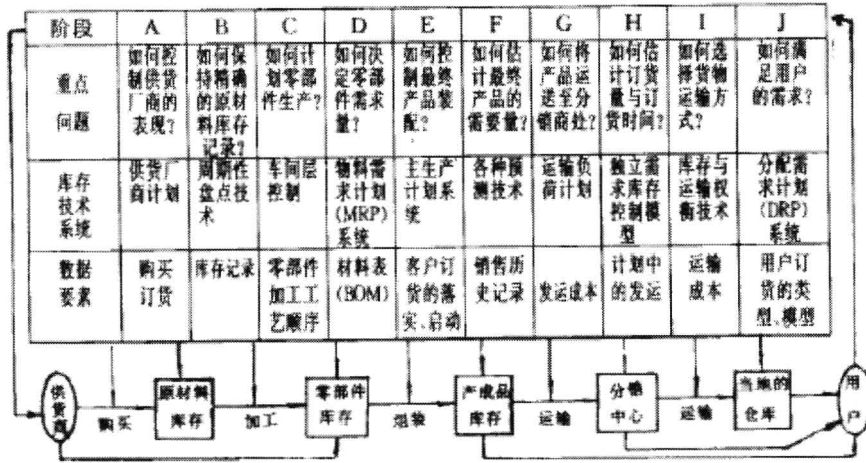 阶段 A B C D E F G H I J
重点
问题
如何控
制供货
厂商的
表现?
如何保
持精确
的原材
料库存
记录?
如何计
划零部
件生产?
如何决
定零部
件需求
量?
如何控
制最终
产品装
配?
如何估
计最终
产品的
需要量?
如何将
产品运
送至分
销商处?
如何估
计订货
量与订
货时间?
如何选
择货物
运输方
式?
如何满
足用户
的需求?
库存
技术
系统
供货厂
商计划
周期性
盘点技
术
车间层
控制
物料需
求计划
(MRP)
系统
主生产
计划系
统
各种预
测技术
运输负
荷计划
独立需
求库存
控制模
型
库存与
运输权
衡技术
分配需
求计划
(DRP)
系统
数据
要素
购买
订货
库存记录
零部件
加工工
艺顺序
材料表
(BOM)
客户订
货的落
实、启动
销售历
史记录
发运成本
计划中
的发运
运输
成本
用户订
货的类
型、模型
供货商
购买
原材料
库存
加工
零部件
库存
组装
产成品
库存
运输
分销
中心
运输
当地的
仓库
用户